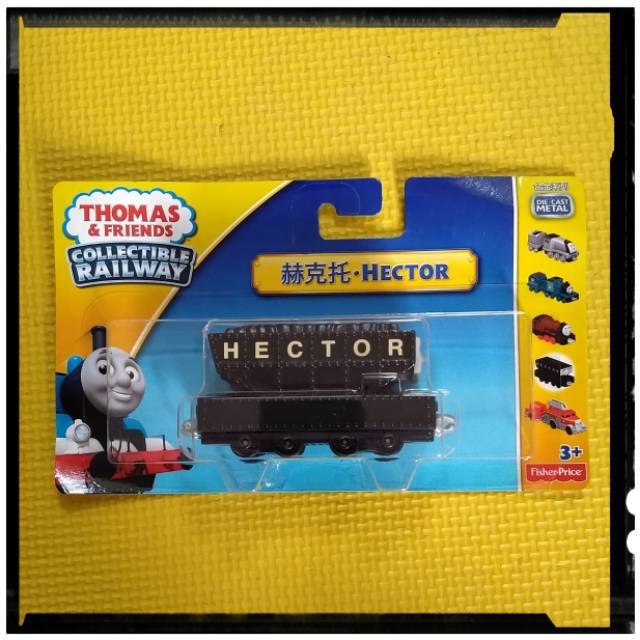 THOMAS
& FRIENDS
COLLECTIBLE
RAILWAY
赫克托·HECTOR
DIE-CAST
METAL
HECTOR
3+
Fisher-Price